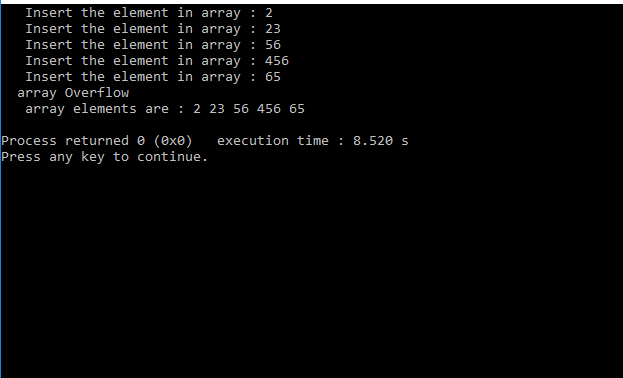 Insert the element in array : 2
Insert the element in array : 23
Insert the element in array : 56
Insert the element in array : 456
Insert the element in array : 65
array Overflow
array elements are : 2 23 56 456 65
Process returned 0 (0x0)   execution time : 8.520 s
Press any key to continue.